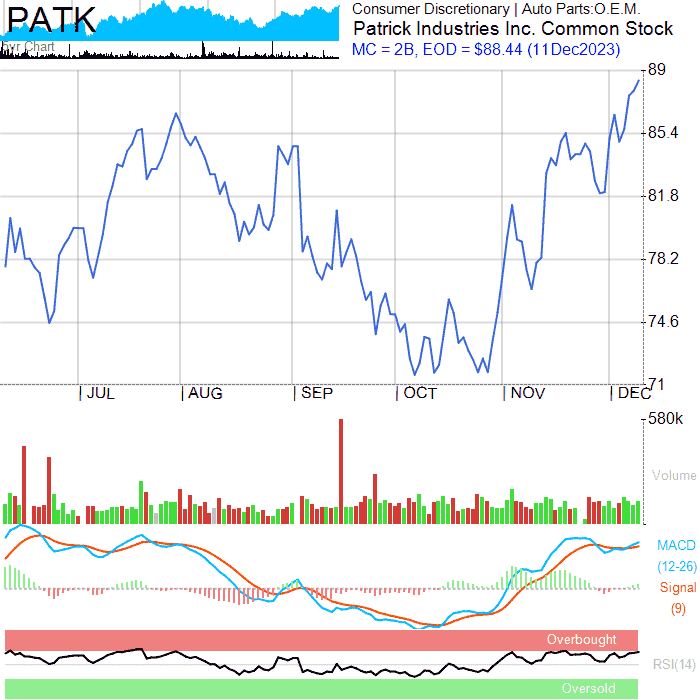 PATK
Consumer Discretionary | Auto Parts:O.E.M.
Patrick Industries Inc. Common Stock
MC = 2B, EOD = $88.44 (11Dec2023)
Chart
89
85.4
81.8
78.2
74.6
71
| JUL | AUG | SEP | OCT | NOV | DEC
580k
Volume
MACD
(12-26)
Signal
(9)
Overbought
RSI(14)
Oversold